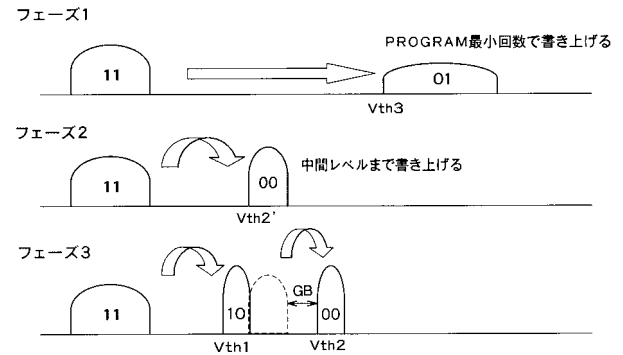 フェーズ1
PROGRAM最小回数で書き上げる
11
01
Vth3
フェーズ2
中間レベルまで書き上げる
11
00
Vth2'
フェーズ3
GB
11
10
00
Vth1
Vth2